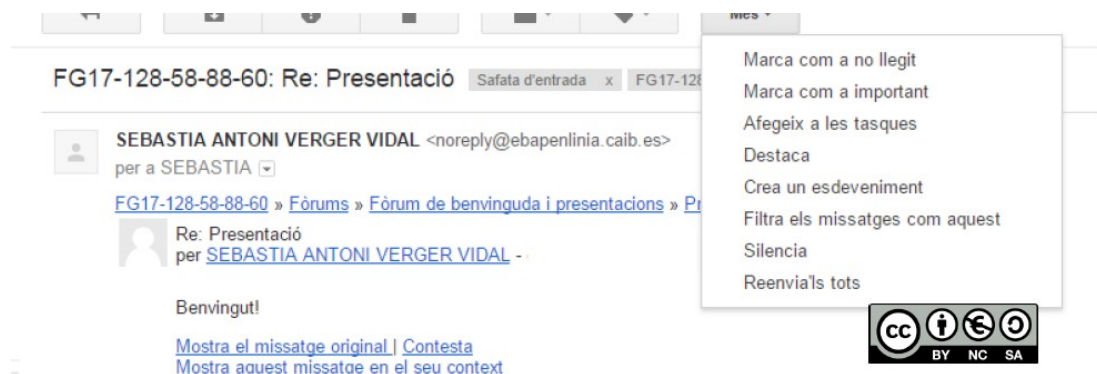 Més
FG17-128-58-88-60: Re: Presentació Safata d'entrada x FG17-128
SEBASTIA ANTONI VERGER VIDAL <noreply@ebapenlinia.caib.es>
per a SEBASTIA
FG17-128-58-88-60 » Fòrums » Fòrum de benvinguda i presentacions » Pr
Re: Presentació
per SEBASTIA ANTONI VERGER VIDAL -
Benvingut!
Mostra el missatge original | Contesta
Mostra aquest missatge en el seu context
Marca com a no llegit
Marca com a important
Afegeix a les tasques
Destaca
Crea un esdeveniment
Filtra els missatges com aquest
Silencia
Reenvia'ls tots
cc
BY NC SA